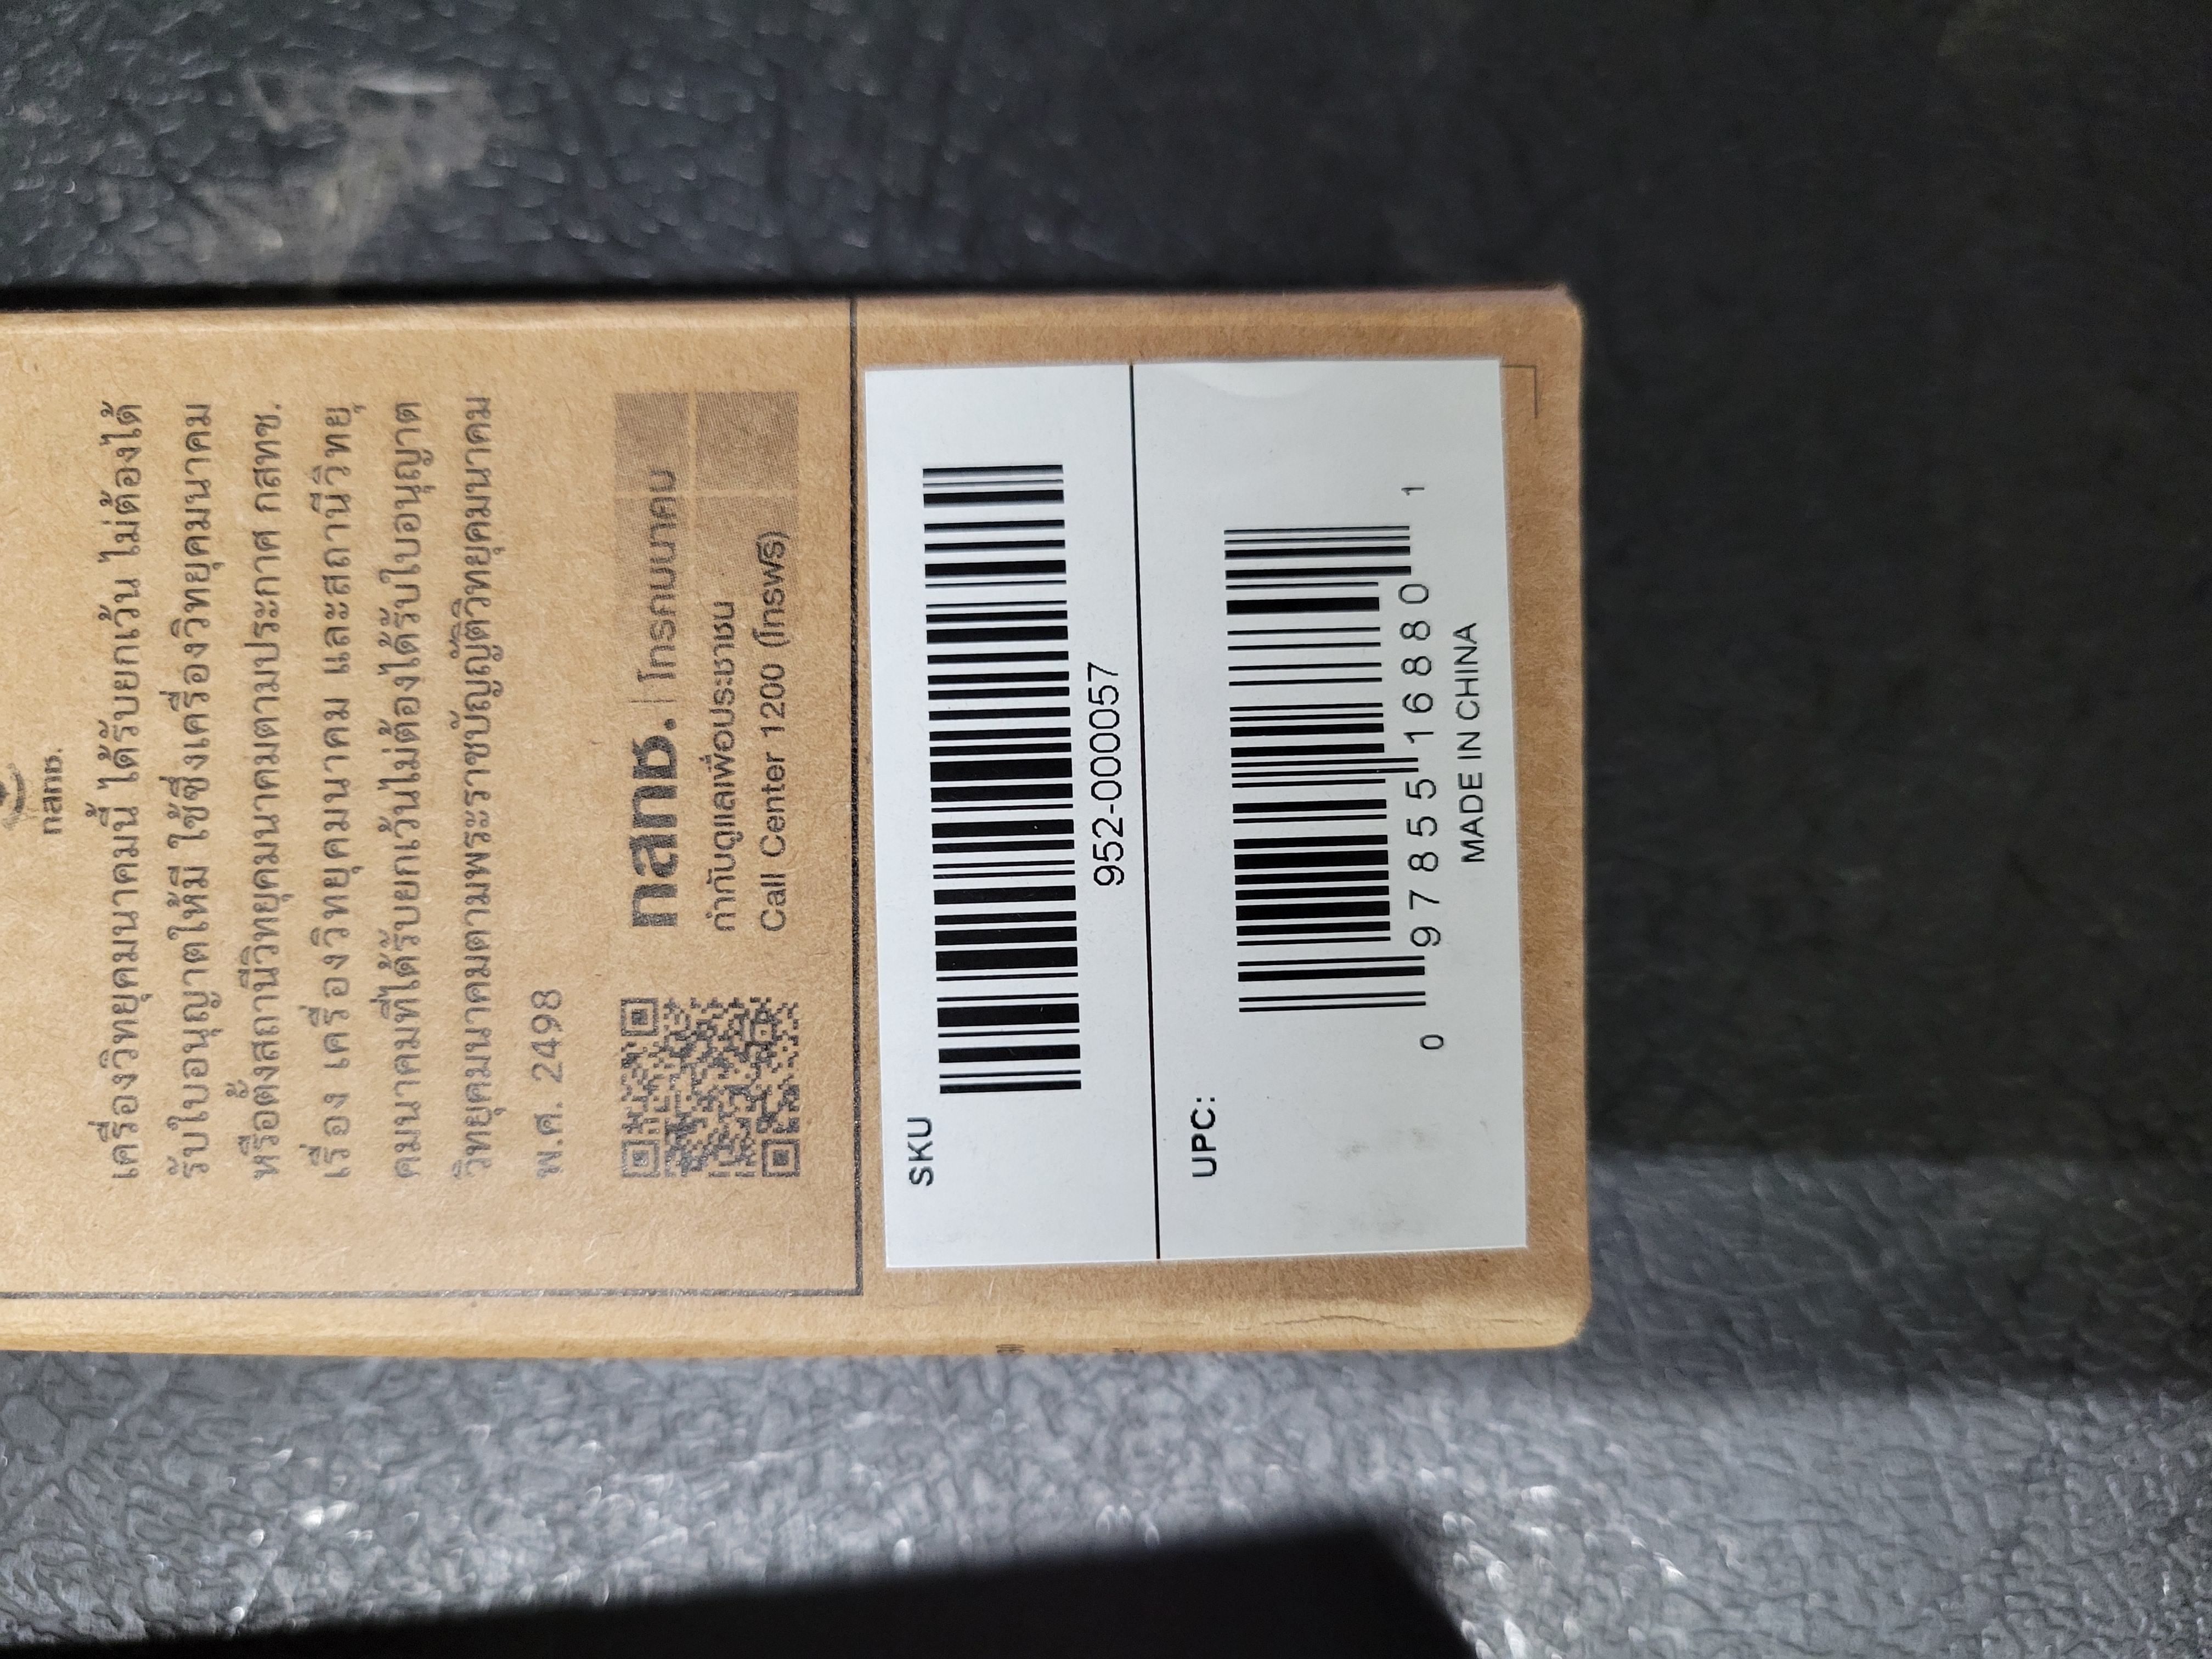 กสทช.
เครื่องวิทยุคมนาคมนี้ ได้รับยกเว้น ไม่ต้องได้
รับใบอนุญาตให้มี ใช้ซึ่งเครื่องวิทยุคมนาคม
หรือตั้งสถานีวิทยุคมนาคมตามประกาศ กสทช.
เรื่อง เครื่องวิทยุคมนาคม และสถานีวิทยุ
คมนาคมที่ได้รับยกเว้นไม่ต้องได้รับใบอนุญาต
วิทยุคมนาคมตามพระราชบัญญัติวิทยุคมนาคม
พ.ศ. 2498
กสทช. | โทรคมนาคม
กำกับดูแลเพื่อประชาชน
Call Center 1200 (โทรฟรี)
SKU
952-000057
UPC:
0 97855 16880 1
MADE IN CHINA